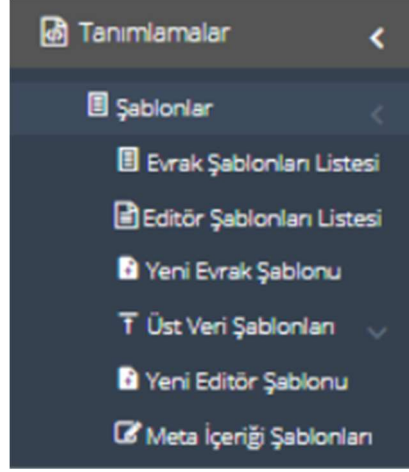 Tanımlamalar
Şablonlar
Evrak Şablonları Listesi
Editör Şablonları Listesi
Yeni Evrak Şablonu
Üst Veri Şablonları
Yeni Editör Şablonu
Meta İçeriği Şablonları